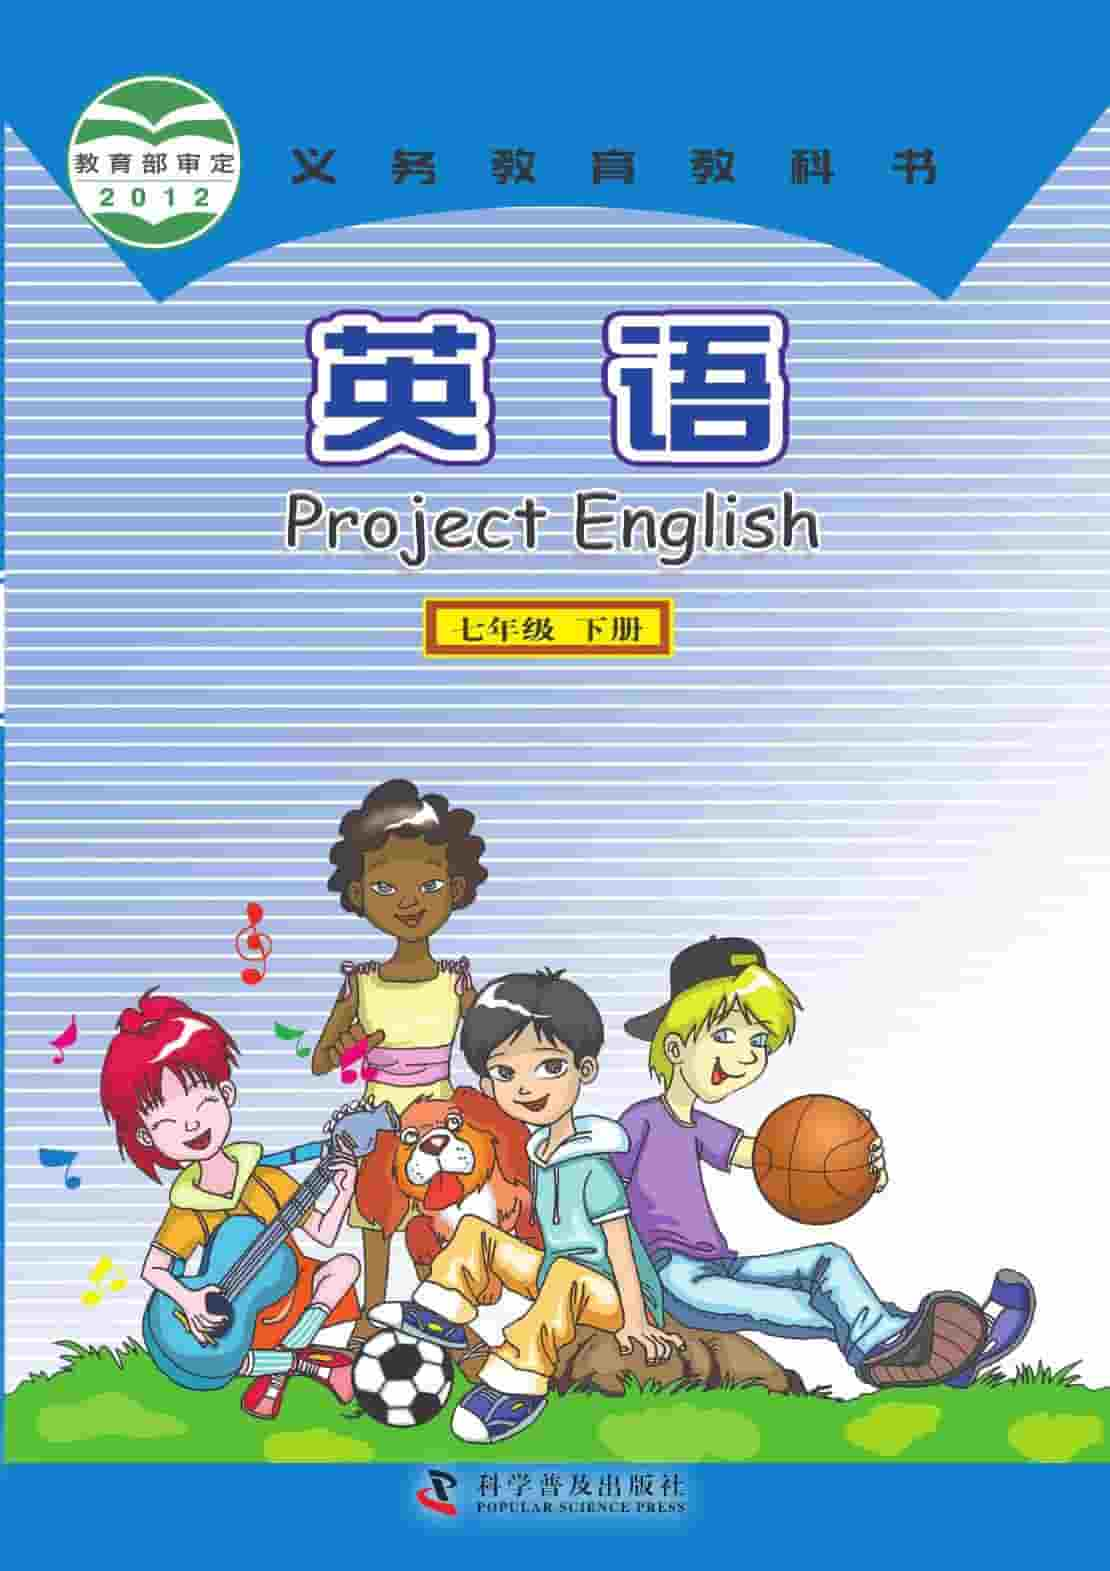 教育部审定
2012
义务教育教科书
英语
Project English
七年级 下册
科学普及出版社
POPULAR SCIENCE PRESS